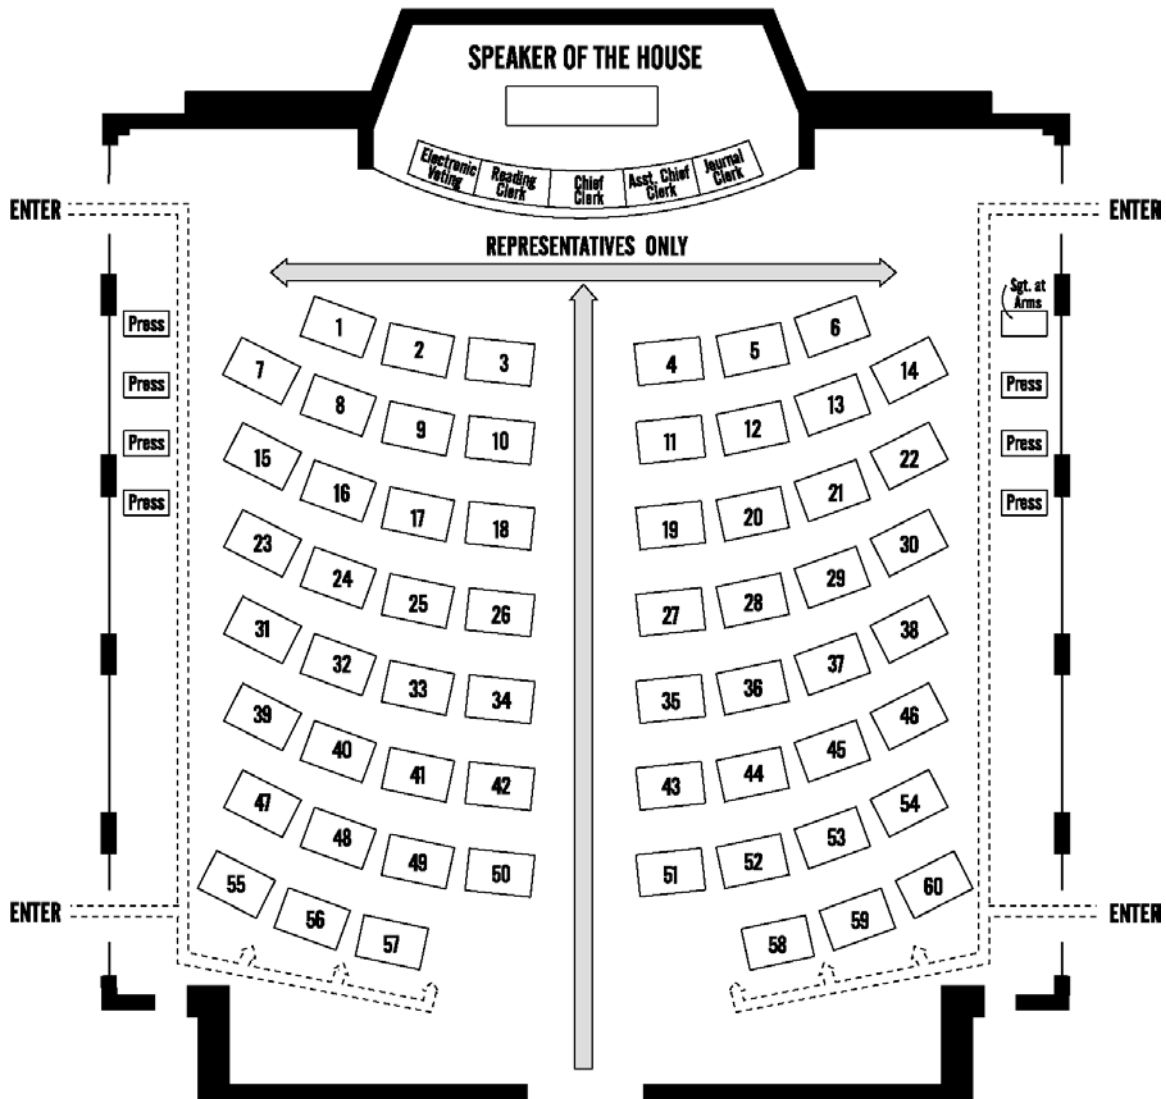 SPEAKER OF THE HOUSE
Electronic
Voting
Reading
Clerk
Chief
Clerk
Asst. Chief
Clerk
Journal
Clerk
ENTER
ENTER
REPRESENTATIVES ONLY
Sgt. at
Arms
Press
Press
Press
Press
Press
Press
Press
1 2 3 4 5 6
7 8 9 10 11 12 13 14
15 16 17 18 19 20 21 22
23 24 25 26 27 28 29 30
31 32 33 34 35 36 37 38
39 40 41 42 43 44 45 46
47 48 49 50 51 52 53 54
55 56 57 58 59 60
ENTER
ENTER